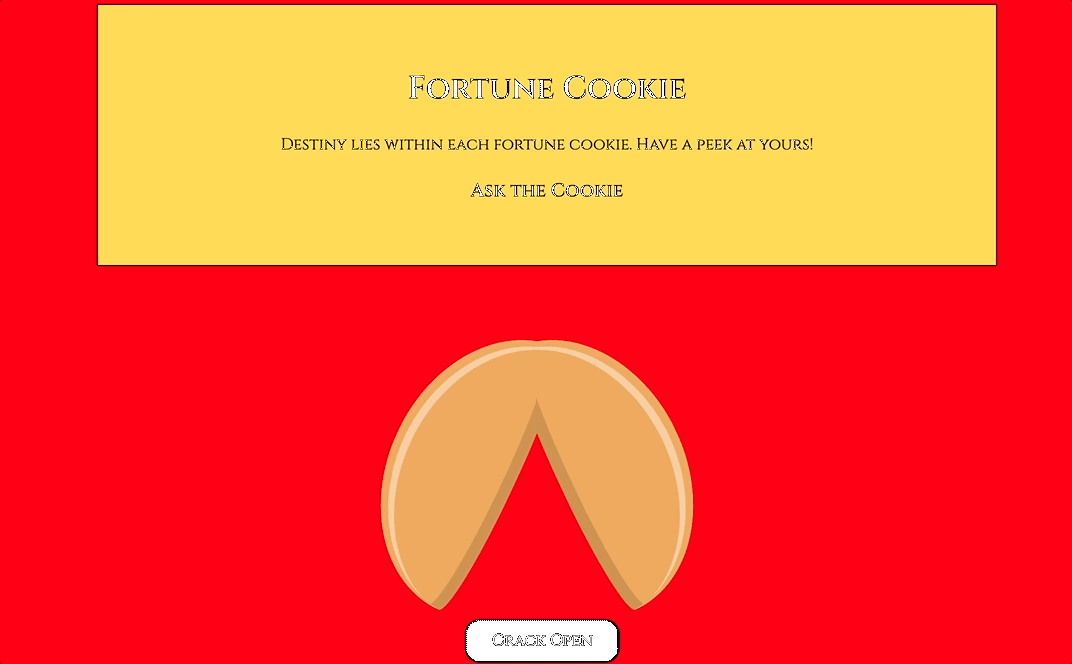 Fortune Cookie
Destiny lies within each fortune cookie. Have a peek at yours!
Ask the Cookie
Crack Open